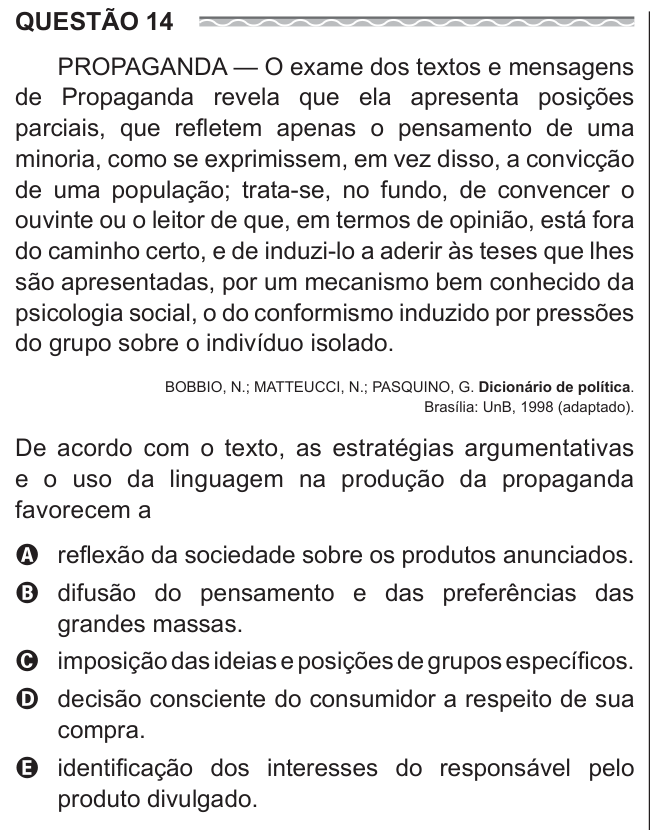 QUESTÃO 14
PROPAGANDA — O exame dos textos e mensagens
de Propaganda revela que ela apresenta posições
parciais, que refletem apenas o pensamento de uma
minoria, como se exprimissem, em vez disso, a convicção
de uma população; trata-se, no fundo, de convencer o
ouvinte ou o leitor de que, em termos de opinião, está fora
do caminho certo, e de induzi-lo a aderir às teses que lhes
são apresentadas, por um mecanismo bem conhecido da
psicologia social, o do conformismo induzido por pressões
do grupo sobre o indivíduo isolado.
BOBBIO, N.; MATTEUCCI, N.; PASQUINO, G. Dicionário de política.
Brasília: UnB, 1998 (adaptado).
De acordo com o texto, as estratégias argumentativas
e o uso da linguagem na produção da propaganda
favorecem a
A reflexão da sociedade sobre os produtos anunciados.
B difusão do pensamento e das preferências das
grandes massas.
C imposição das ideias e posições de grupos específicos.
D decisão consciente do consumidor a respeito de sua
compra.
E identificação dos interesses do responsável pelo
produto divulgado.